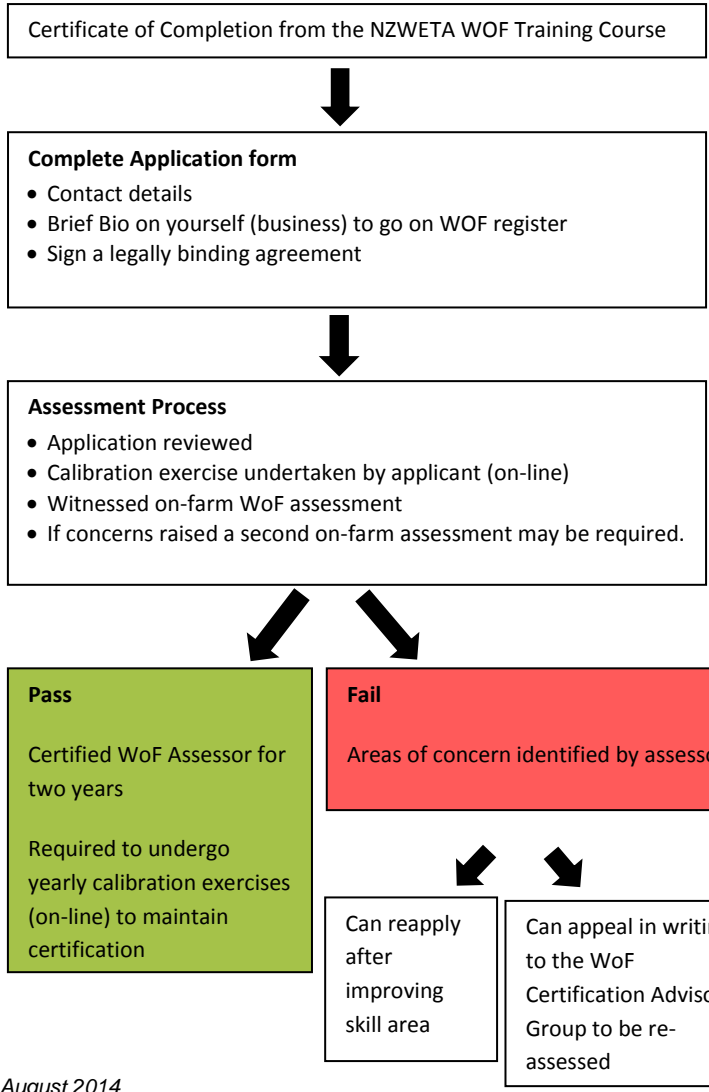 Certificate of Completion from the NZWETA WOF Training Course
Complete Application form
• Contact details
• Brief Bio on yourself (business) to go on WOF register
• Sign a legally binding agreement
Assessment Process
• Application reviewed
• Calibration exercise undertaken by applicant (on-line)
• Witnessed on-farm WoF assessment
• If concerns raised a second on-farm assessment may be required.
Pass
Certified WoF Assessor for
two years
Required to undergo
yearly calibration exercises
(on-line) to maintain
certification
Fail
Areas of concern identified by
Can reapply
after
improving
skill area
Can appeal in
to the WoF
Certification
Group to be re-
assessed
August 2014